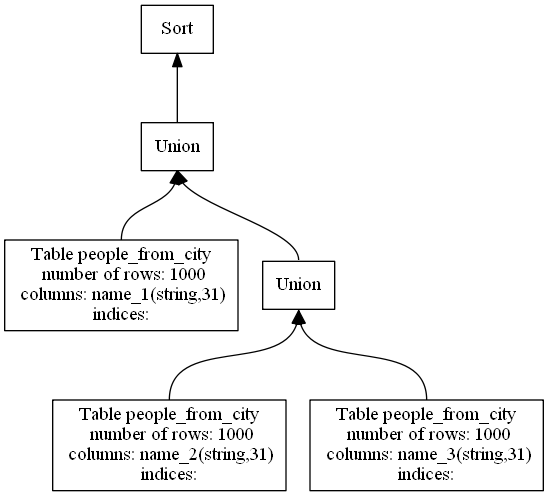 Sort
Union
Table people_from_city
number of rows: 1000
columns: name_1(string,31)
indices:
Union
Table people_from_city
number of rows: 1000
columns: name_2(string,31)
indices:
Table people_from_city
number of rows: 1000
columns: name_3(string,31)
indices: